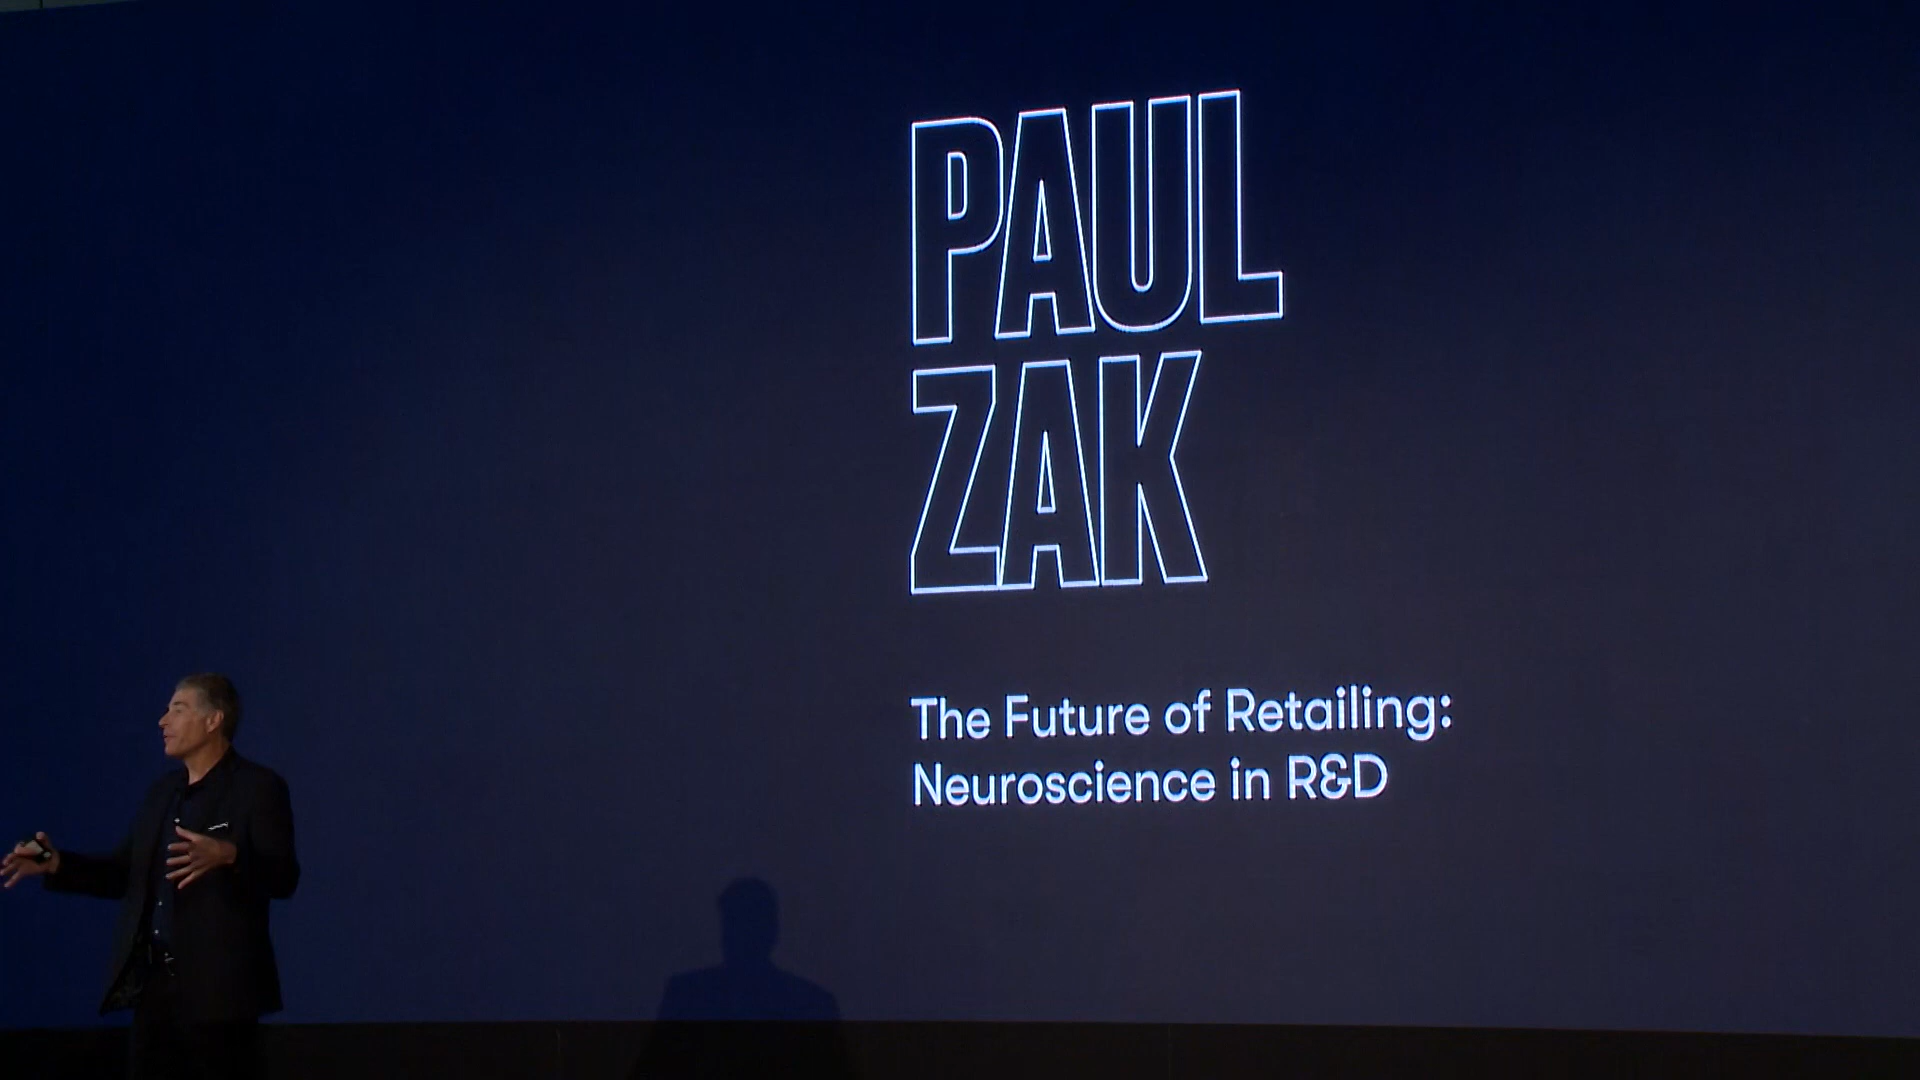 PAUL
ZAK
The Future of Retailing:
Neuroscience in R&D